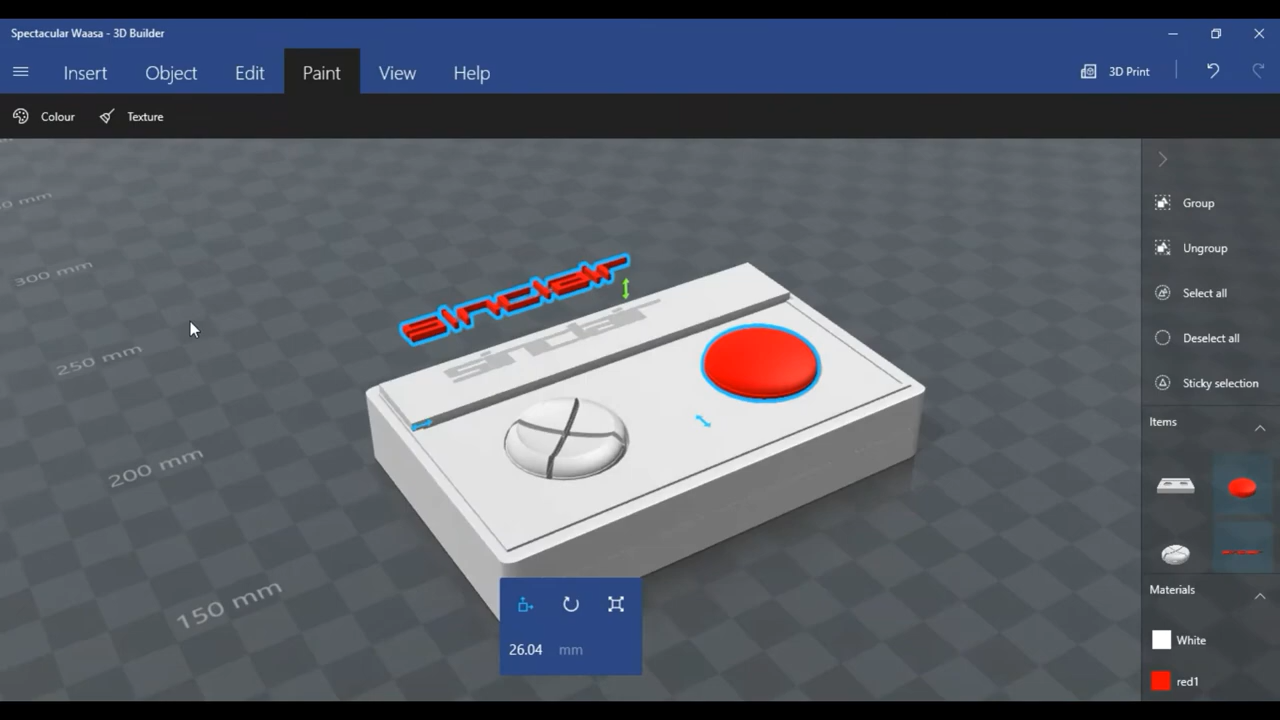 Spectacular Waasa - 3D Builder
Insert Object Edit Paint View Help
3D Print
Colour Texture
300 mm
250 mm
200 mm
150 mm
sinclair
sinclair
Group
Ungroup
Select all
Deselect all
Sticky selection
Items
Materials
White
red1
26.04 mm